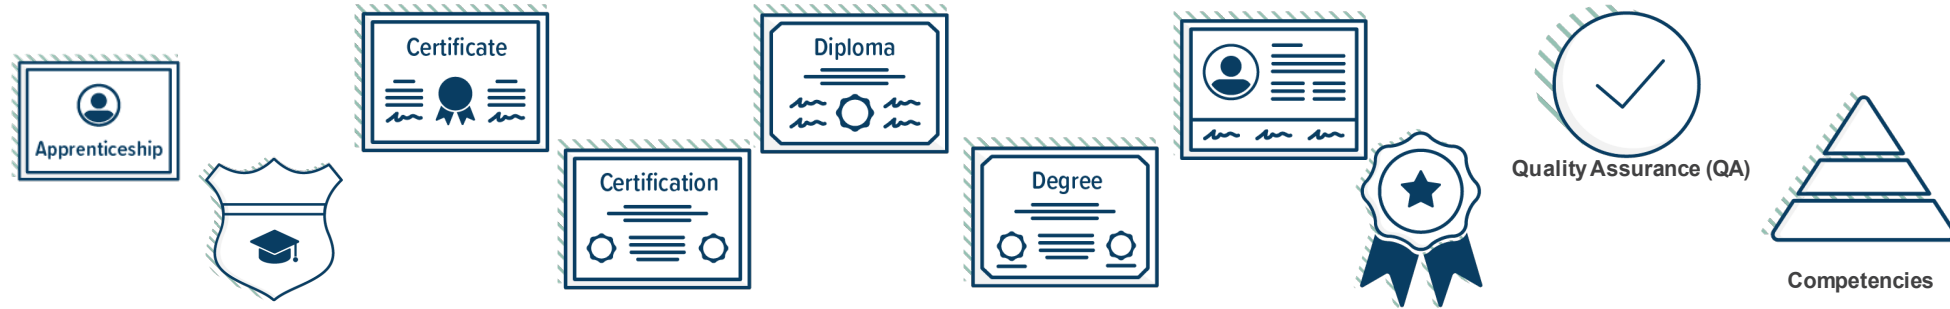 Apprenticeship
Certificate
Certification
Diploma
Degree
Quality Assurance (QA)
Competencies